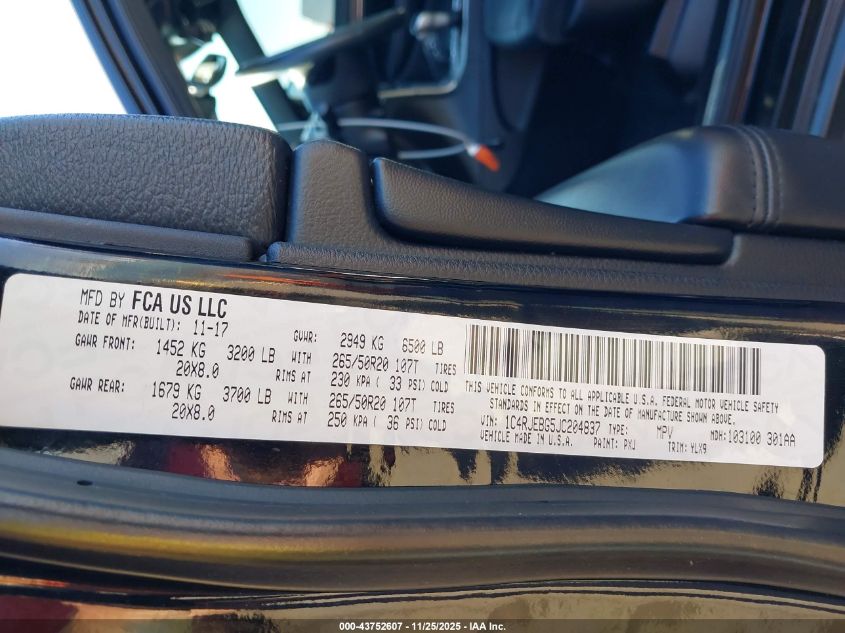 MFD BY FCA US LLC
DATE OF MFR(BUILT): 11-17 GVWR: 2949 KG 6500 LB
GAWR FRONT: 1452 KG 3200 LB WITH 265/50R20 107T TIRES
20X8.0 RIMS AT 230 KPA ( 33 PSI) COLD
GAWR REAR: 1679 KG 3700 LB WITH 265/50R20 107T TIRES
20X8.0 RIMS AT 250 KPA ( 36 PSI) COLD
THIS VEHICLE CONFORMS TO ALL APPLICABLE U.S.A. FEDERAL MOTOR VEHICLE SAFETY
STANDARDS IN EFFECT ON THE DATE OF MANUFACTURE SHOWN ABOVE.
VIN: 1C4RJEBG5JC204837 TYPE: MPV MDH: 103100 301AA
VEHICLE MADE IN U.S.A. PAINT: PXJ TRIM: YLX9
000-43752607 - 11/25/2025 - IAA Inc.